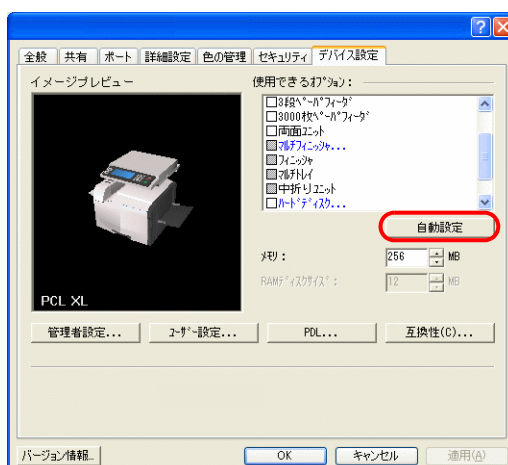 全般 共有 ポート 詳細設定 色の管理 セキュリティ デバイス設定
イメージプレビュー
PCL XL
使用できるｵﾌﾟｼｮﾝ：
3段ﾍﾟｰﾊﾟﾌｨｰﾀﾞ
3000枚ﾍﾟｰﾊﾟﾌｨｰﾀﾞ
両面ﾕﾆｯﾄ
ﾏﾙﾁﾌｨﾆｯｼｬ...
ﾌｨﾆｯｼｬ
ﾏﾙﾁﾄﾚｲ
中折りﾕﾆｯﾄ
ﾊｰﾄﾞﾃﾞｨｽｸ...
自動設定
ﾒﾓﾘ： 256 MB
RAMﾃﾞｨｽｸｻｲｽﾞ： 12 MB
管理者設定... ﾕｰｻﾞｰ設定... PDL... 互換性(C)...
バージョン情報... OK キャンセル 適用(A)